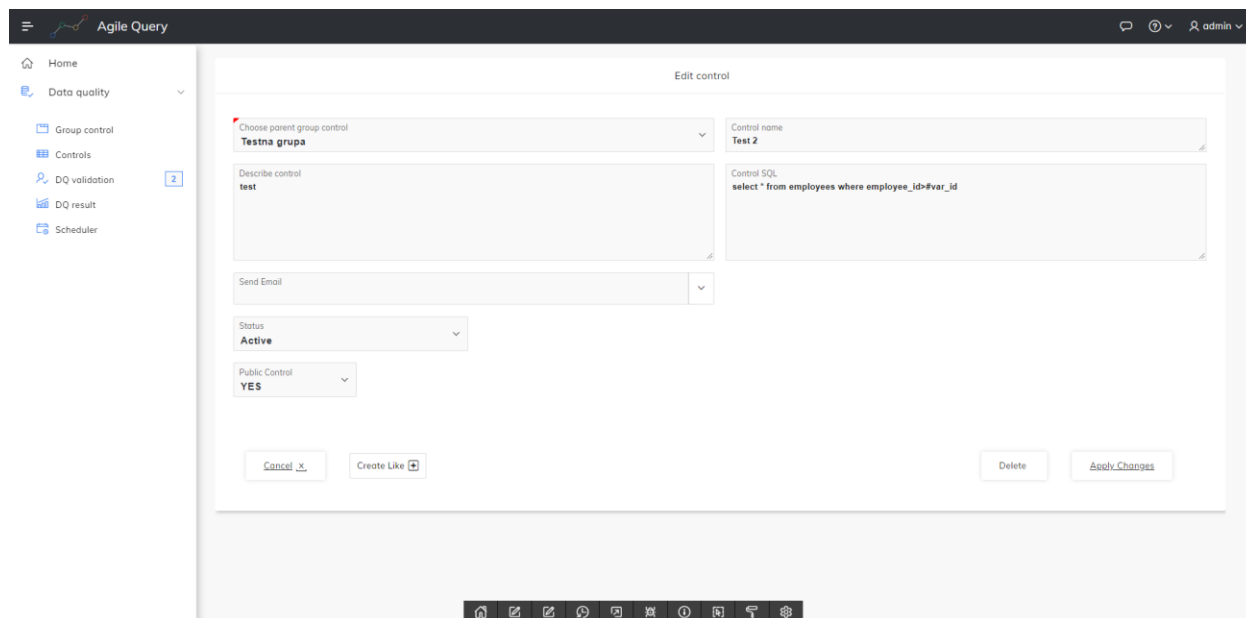 Agile Query
admin
Home
Data quality
Group control
Controls
DQ validation 2
DQ result
Scheduler
Edit control
Choose parent group control
Testna grupa
Control name
Test 2
Describe control
test
Control SQL
select * from employees where employee_id>#var_id
Send Email
Status
Active
Public Control
YES
Cancel x
Create Like
Delete
Apply Changes